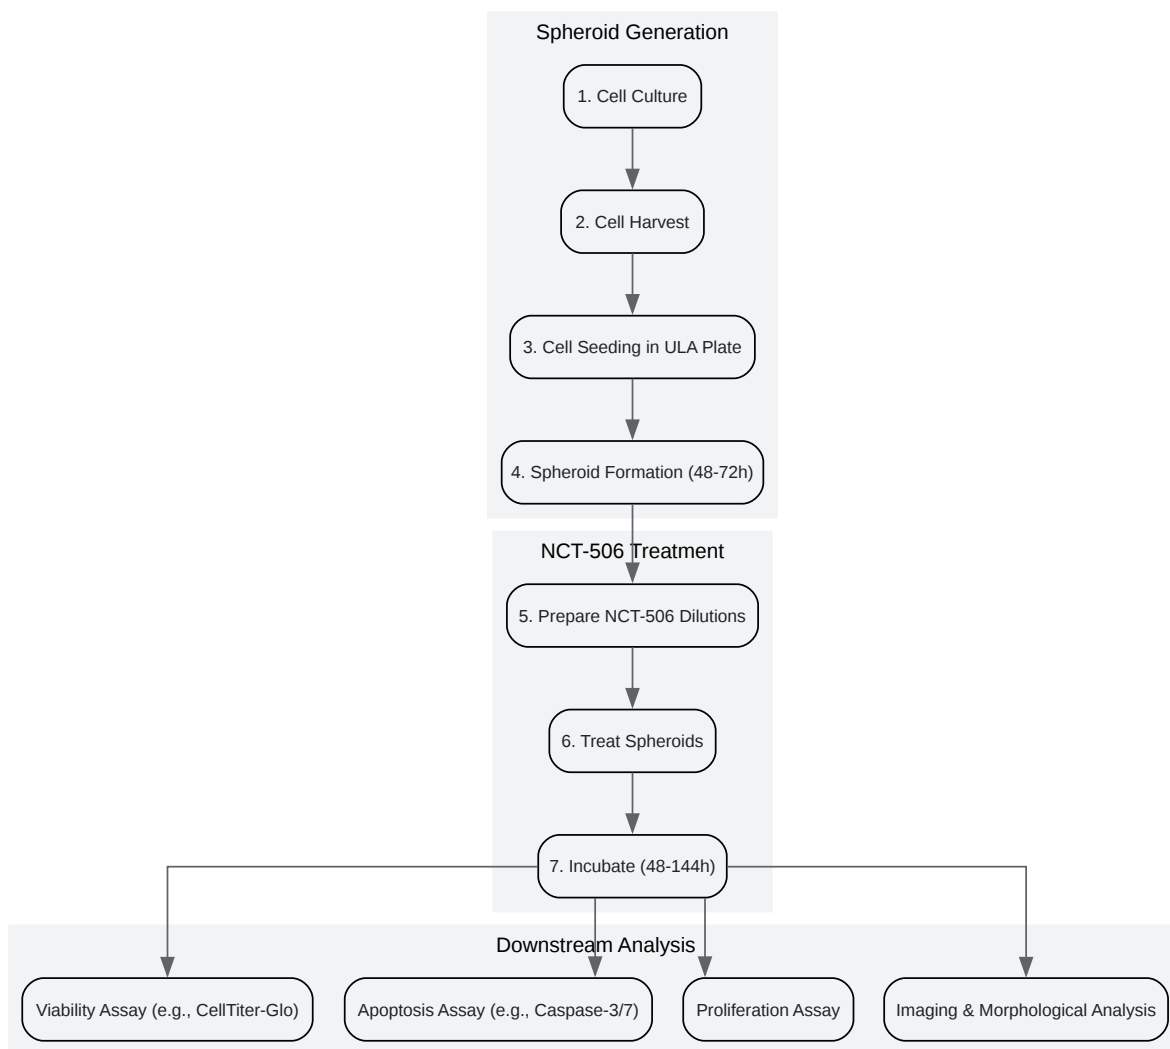 Spheroid Generation
1. Cell Culture
2. Cell Harvest
3. Cell Seeding in ULA Plate
4. Spheroid Formation (48-72h)
NCT-506 Treatment
5. Prepare NCT-506 Dilutions
6. Treat Spheroids
7. Incubate (48-144h)
Downstream Analysis
Viability Assay (e.g., CellTiter-Glo)
Apoptosis Assay (e.g., Caspase-3/7)
Proliferation Assay
Imaging & Morphological Analysis